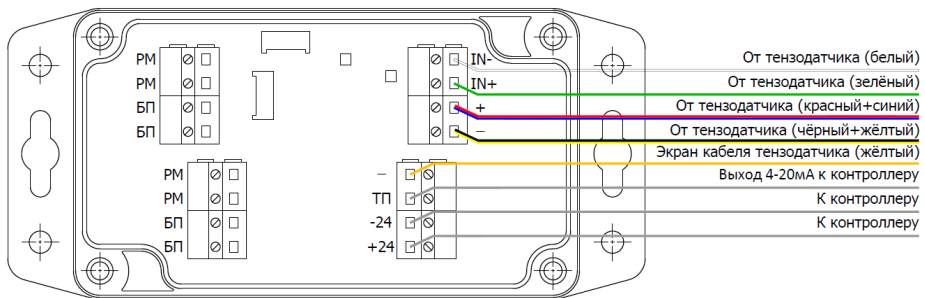 РМ
РМ
БП
БП
РМ
РМ
БП
БП
IN-
IN+
+
–
–
ТП
-24
+24
От тензодатчика (белый)
От тензодатчика (зелёный)
От тензодатчика (красный+синий)
От тензодатчика (чёрный+жёлтый)
Экран кабеля тензодатчика (жёлтый)
Выход 4-20мА к контроллеру
К контроллеру
К контроллеру